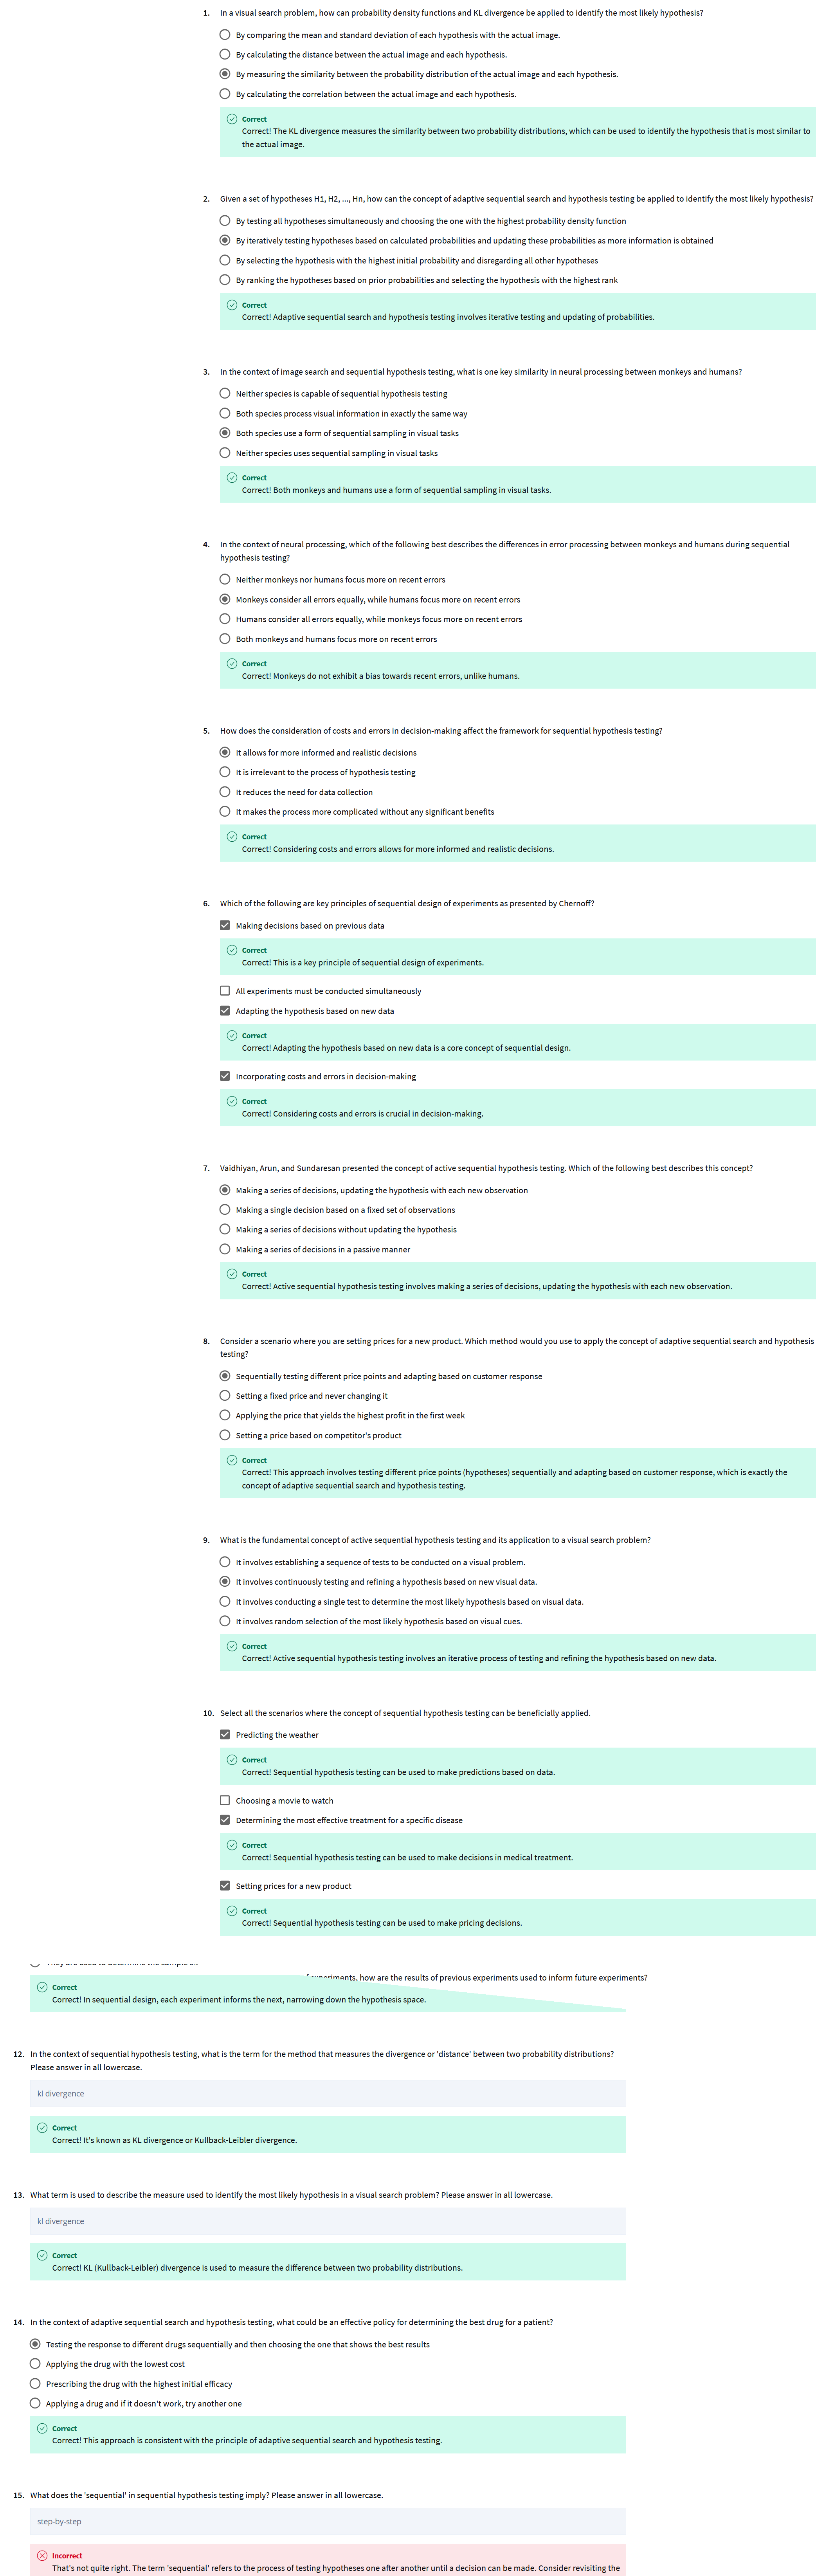 1. In a visual search problem, how can probability density functions and KL divergence be applied to identify the most likely hypothesis?
By comparing the mean and standard deviation of each hypothesis with the actual image.
By calculating the distance between the actual image and each hypothesis.
By measuring the similarity between the probability distribution of the actual image and each hypothesis.
By calculating the correlation between the actual image and each hypothesis.
Correct
Correct! The KL divergence measures the similarity between two probability distributions, which can be used to identify the hypothesis that is most similar to
the actual image.
2. Given a set of hypotheses H1, H2, ..., Hn, how can the concept of adaptive sequential search and hypothesis testing be applied to identify the most likely hypothesis?
By testing all hypotheses simultaneously and choosing the one with the highest probability density function
By iteratively testing hypotheses based on calculated probabilities and updating these probabilities as more information is obtained
By selecting the hypothesis with the highest initial probability and disregarding all other hypotheses
By ranking the hypotheses based on prior probabilities and selecting the hypothesis with the highest rank
Correct
Correct! Adaptive sequential search and hypothesis testing involves iterative testing and updating of probabilities.
3. In the context of image search and sequential hypothesis testing, what is one key similarity in neural processing between monkeys and humans?
Neither species is capable of sequential hypothesis testing
Both species process visual information in exactly the same way
Both species use a form of sequential sampling in visual tasks
Neither species uses sequential sampling in visual tasks
Correct
Correct! Both monkeys and humans use a form of sequential sampling in visual tasks.
4. In the context of neural processing, which of the following best describes the differences in error processing between monkeys and humans during sequential
hypothesis testing?
Neither monkeys nor humans focus more on recent errors
Monkeys consider all errors equally, while humans focus more on recent errors
Humans consider all errors equally, while monkeys focus more on recent errors
Both monkeys and humans focus more on recent errors
Correct
Correct! Monkeys do not exhibit a bias towards recent errors, unlike humans.
5. How does the consideration of costs and errors in decision-making affect the framework for sequential hypothesis testing?
It allows for more informed and realistic decisions
It is irrelevant to the process of hypothesis testing
It reduces the need for data collection
It makes the process more complicated without any significant benefits
Correct
Correct! Considering costs and errors allows for more informed and realistic decisions.
6. Which of the following are key principles of sequential design of experiments as presented by Chernoff?
Making decisions based on previous data
Correct
Correct! This is a key principle of sequential design of experiments.
All experiments must be conducted simultaneously
Adapting the hypothesis based on new data
Correct
Correct! Adapting the hypothesis based on new data is a core concept of sequential design.
Incorporating costs and errors in decision-making
Correct
Correct! Considering costs and errors is crucial in decision-making.
7. Vaidhiyan, Arun, and Sundaresan presented the concept of active sequential hypothesis testing. Which of the following best describes this concept?
Making a series of decisions, updating the hypothesis with each new observation
Making a single decision based on a fixed set of observations
Making a series of decisions without updating the hypothesis
Making a series of decisions in a passive manner
Correct
Correct! Active sequential hypothesis testing involves making a series of decisions, updating the hypothesis with each new observation.
8. Consider a scenario where you are setting prices for a new product. Which method would you use to apply the concept of adaptive sequential search and hypothesis
testing?
Sequentially testing different price points and adapting based on customer response
Setting a fixed price and never changing it
Applying the price that yields the highest profit in the first week
Setting a price based on competitor's product
Correct
Correct! This approach involves testing different price points (hypotheses) sequentially and adapting based on customer response, which is exactly the
concept of adaptive sequential search and hypothesis testing.
9. What is the fundamental concept of active sequential hypothesis testing and its application to a visual search problem?
It involves establishing a sequence of tests to be conducted on a visual problem.
It involves continuously testing and refining a hypothesis based on new visual data.
It involves conducting a single test to determine the most likely hypothesis based on visual data.
It involves random selection of the most likely hypothesis based on visual cues.
Correct
Correct! Active sequential hypothesis testing involves an iterative process of testing and refining the hypothesis based on new data.
10. Select all the scenarios where the concept of sequential hypothesis testing can be beneficially applied.
Predicting the weather
Correct
Correct! Sequential hypothesis testing can be used to make predictions based on data.
Choosing a movie to watch
Determining the most effective treatment for a specific disease
Correct
Correct! Sequential hypothesis testing can be used to make decisions in medical treatment.
Setting prices for a new product
Correct
Correct! Sequential hypothesis testing can be used to make pricing decisions.
They are used to determine the sample
experiments, how are the results of previous experiments used to inform future experiments?
Correct
Correct! In sequential design, each experiment informs the next, narrowing down the hypothesis space.
12. In the context of sequential hypothesis testing, what is the term for the method that measures the divergence or 'distance' between two probability distributions?
Please answer in all lowercase.
kl divergence
Correct
Correct! It's known as KL divergence or Kullback-Leibler divergence.
13. What term is used to describe the measure used to identify the most likely hypothesis in a visual search problem? Please answer in all lowercase.
kl divergence
Correct
Correct! KL (Kullback-Leibler) divergence is used to measure the difference between two probability distributions.
14. In the context of adaptive sequential search and hypothesis testing, what could be an effective policy for determining the best drug for a patient?
Testing the response to different drugs sequentially and then choosing the one that shows the best results
Applying the drug with the lowest cost
Prescribing the drug with the highest initial efficacy
Applying a drug and if it doesn't work, try another one
Correct
Correct! This approach is consistent with the principle of adaptive sequential search and hypothesis testing.
15. What does the 'sequential' in sequential hypothesis testing imply? Please answer in all lowercase.
step-by-step
Incorrect
That's not quite right. The term 'sequential' refers to the process of testing hypotheses one after another until a decision can be made. Consider revisiting the